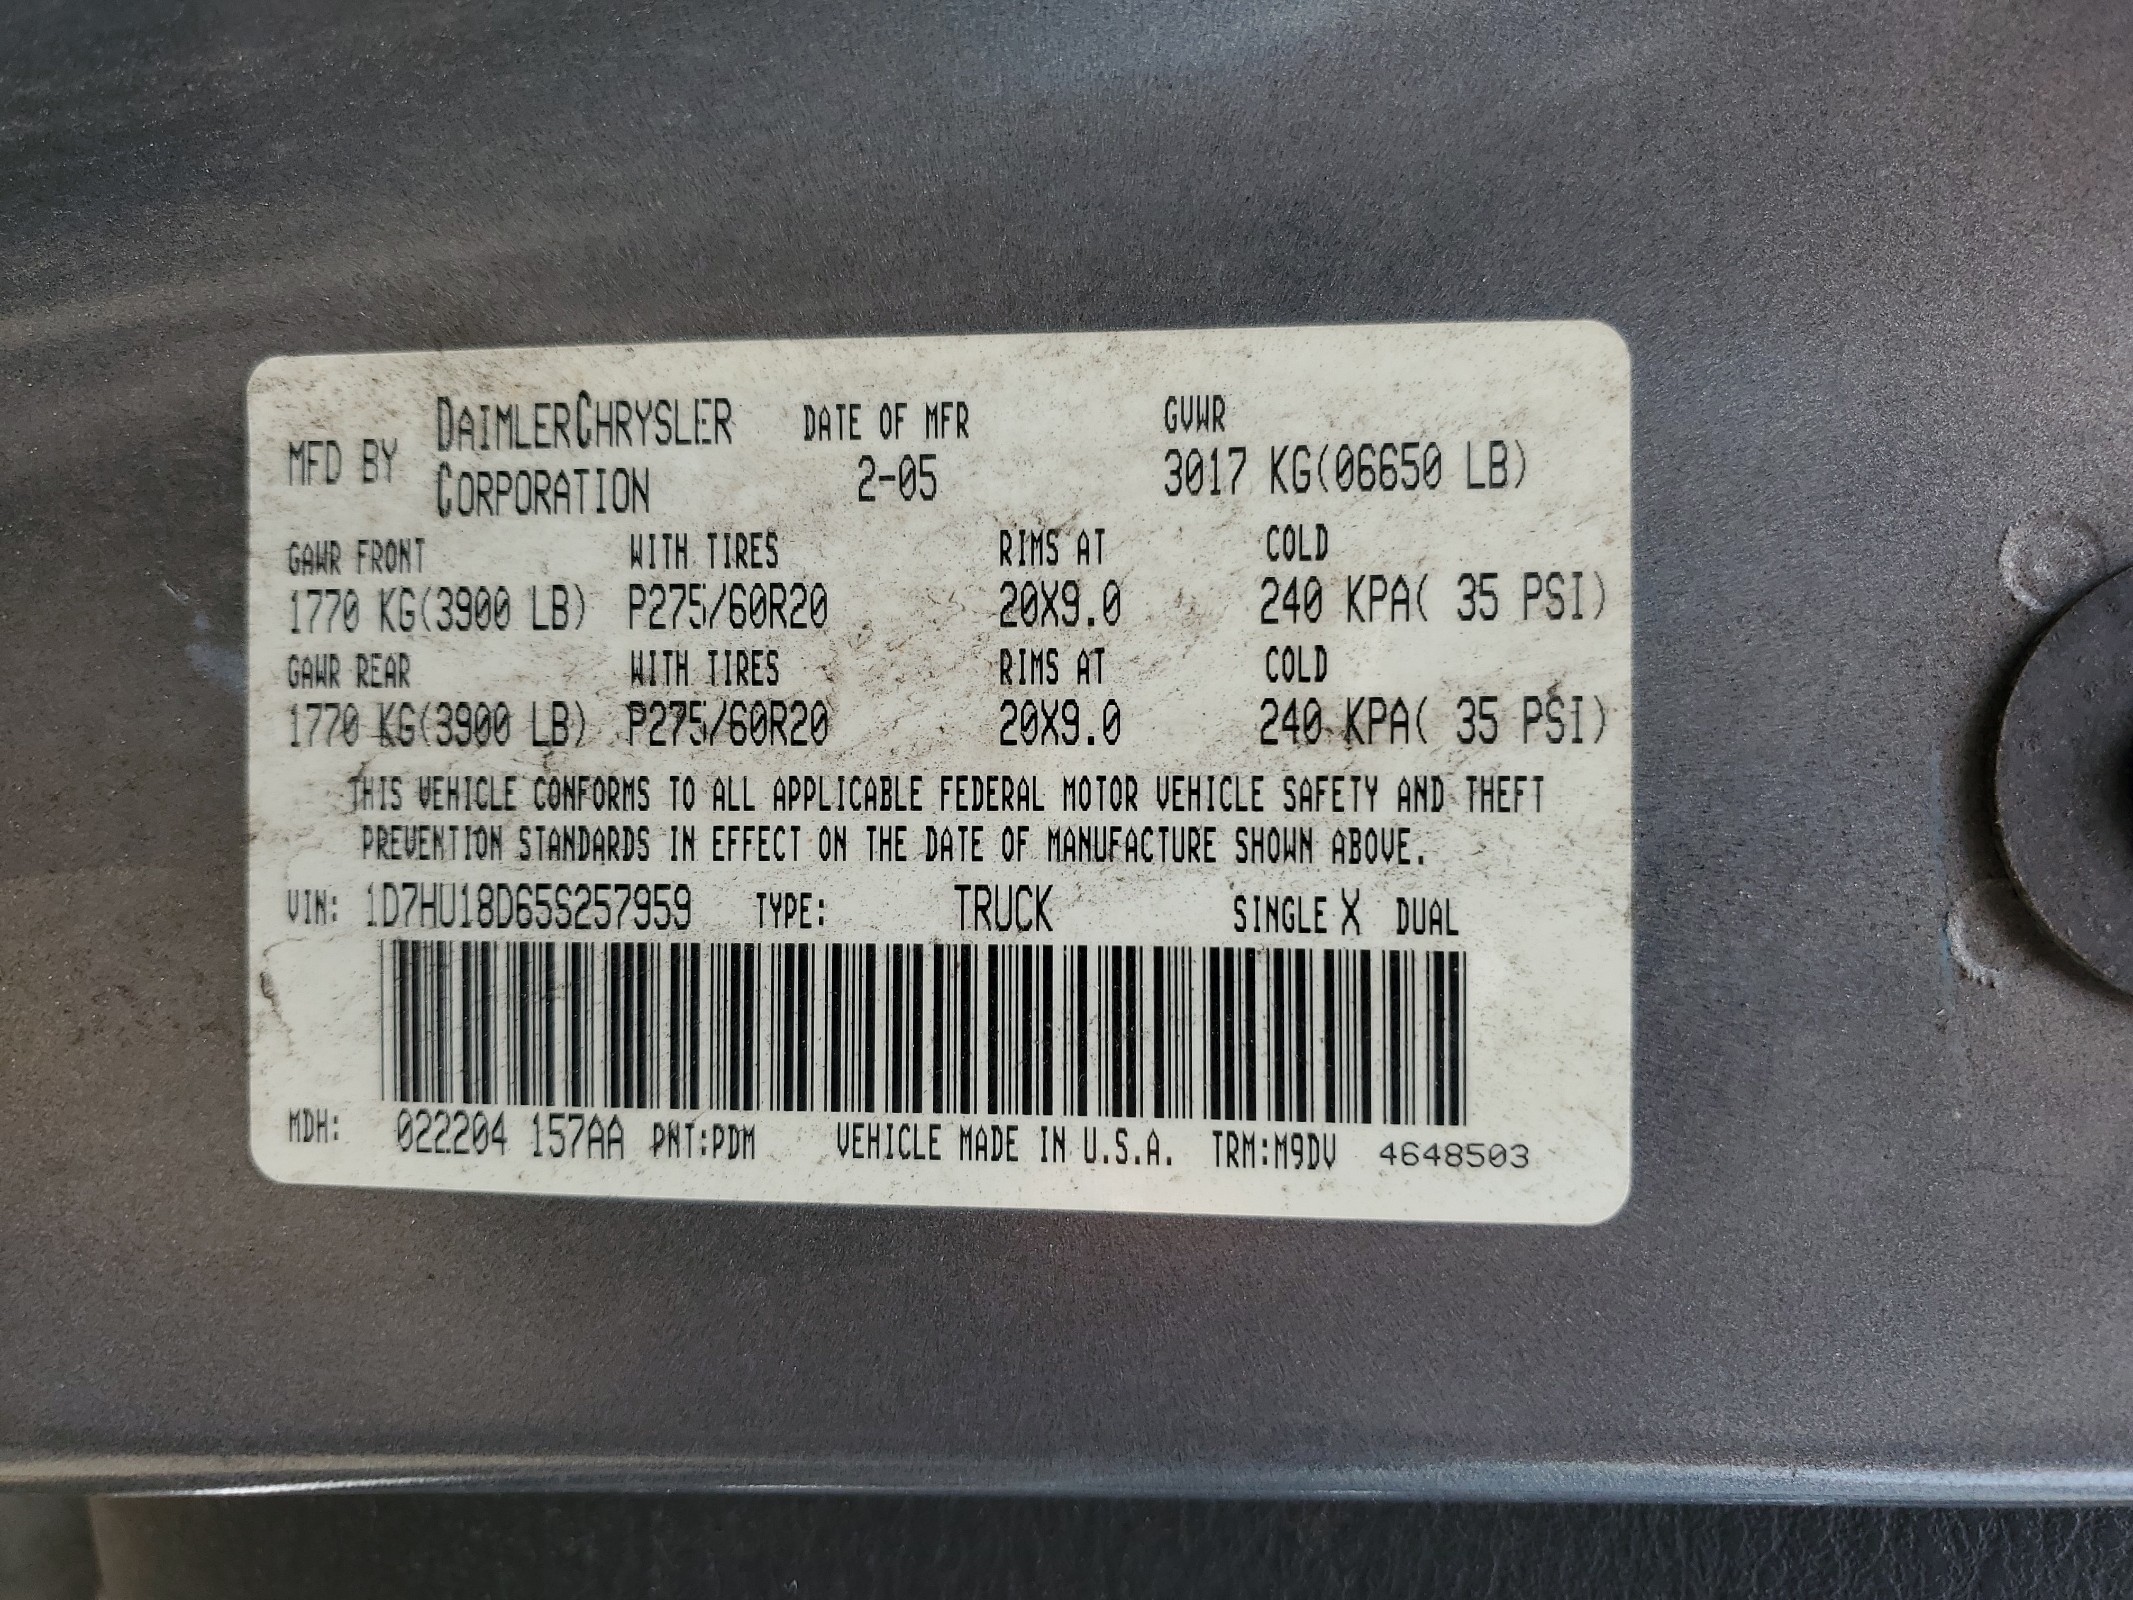 MFD BY DAIMLERCHRYSLER CORPORATION DATE OF MFR 2-05 GVWR 3017 KG(06650 LB)
GAWR FRONT WITH TIRES RIMS AT COLD
1770 KG(3900 LB) P275/60R20 20X9.0 240 KPA( 35 PSI)
GAWR REAR WITH TIRES RIMS AT COLD
1770 KG(3900 LB) P275/60R20 20X9.0 240 KPA( 35 PSI)
THIS VEHICLE CONFORMS TO ALL APPLICABLE FEDERAL MOTOR VEHICLE SAFETY AND THEFT
PREVENTION STANDARDS IN EFFECT ON THE DATE OF MANUFACTURE SHOWN ABOVE.
VIN: 1D7HU18D65S257959 TYPE: TRUCK SINGLE X DUAL
MDH: 022204 157AA PNT:PDM VEHICLE MADE IN U.S.A. TRM:M9DV 4648503